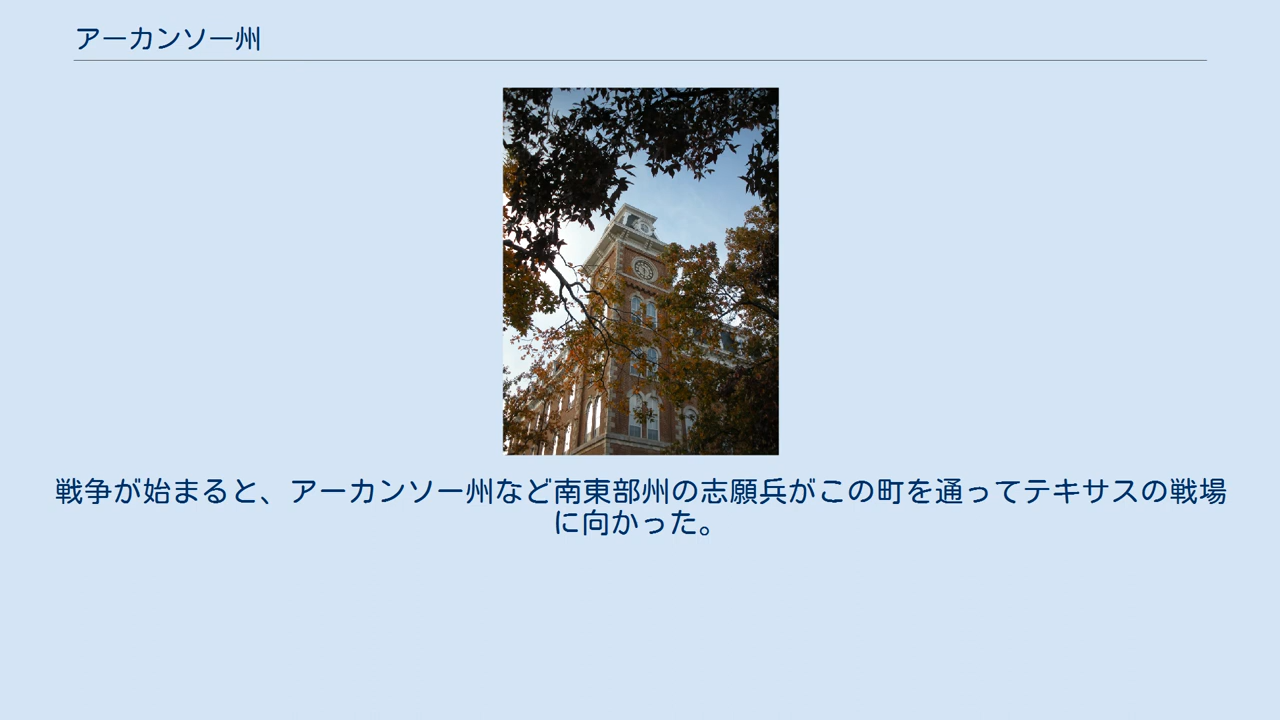 アーカンソー州
戦争が始まると、アーカンソー州など南東部州の志願兵がこの町を通ってテキサスの戦場
に向かった。